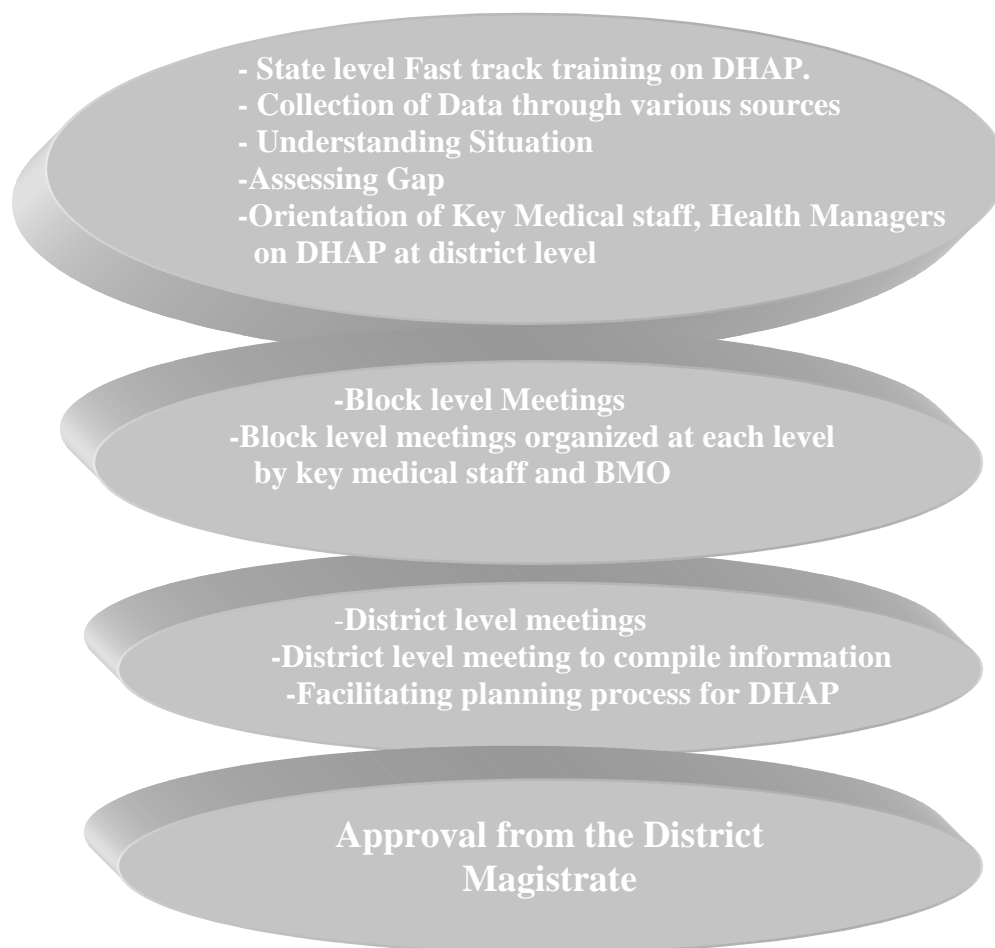 - State level Fast track training on DHAP.
- Collection of Data through various sources
- Understanding Situation
-Assessing Gap
-Orientation of Key Medical staff, Health Managers
on DHAP at district level
-Block level Meetings
-Block level meetings organized at each level
by key medical staff and BMO
-District level meetings
-District level meeting to compile information
-Facilitating planning process for DHAP
Approval from the District
Magistrate